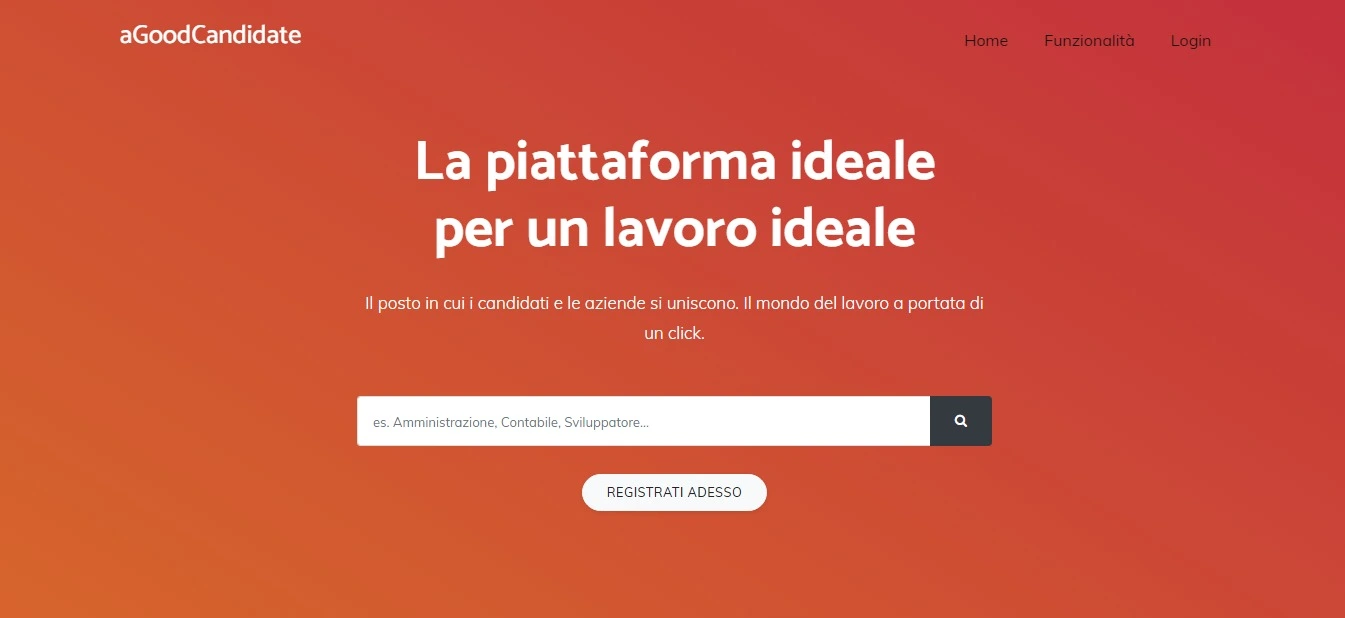 aGoodCandidate
Home
Funzionalità
Login
La piattaforma ideale
per un lavoro ideale
Il posto in cui i candidati e le aziende si uniscono. Il mondo del lavoro a portata di
un click.
es. Amministrazione, Contabile, Sviluppatore...
REGISTRATI ADESSO